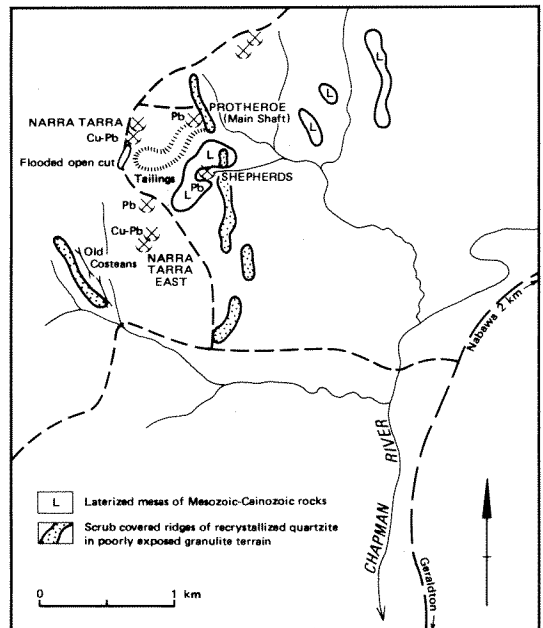 L
L
L
PROTHEROE
(Main Shaft)
Pb
NARRA TARRA
Cu-Pb
Flooded open cut
Tailings
L
SHEPHERDS
Pb
L
Pb
Cu-Pb
NARRA
TARRA
EAST
Old
Costeans
Nabawa 2 km
CHAPMAN RIVER
Geraldton
L Laterized mesas of Mesozoic-Cainozoic rocks
Scrub covered ridges of recrystallized quartzite
in poorly exposed granulite terrain
0 1 km